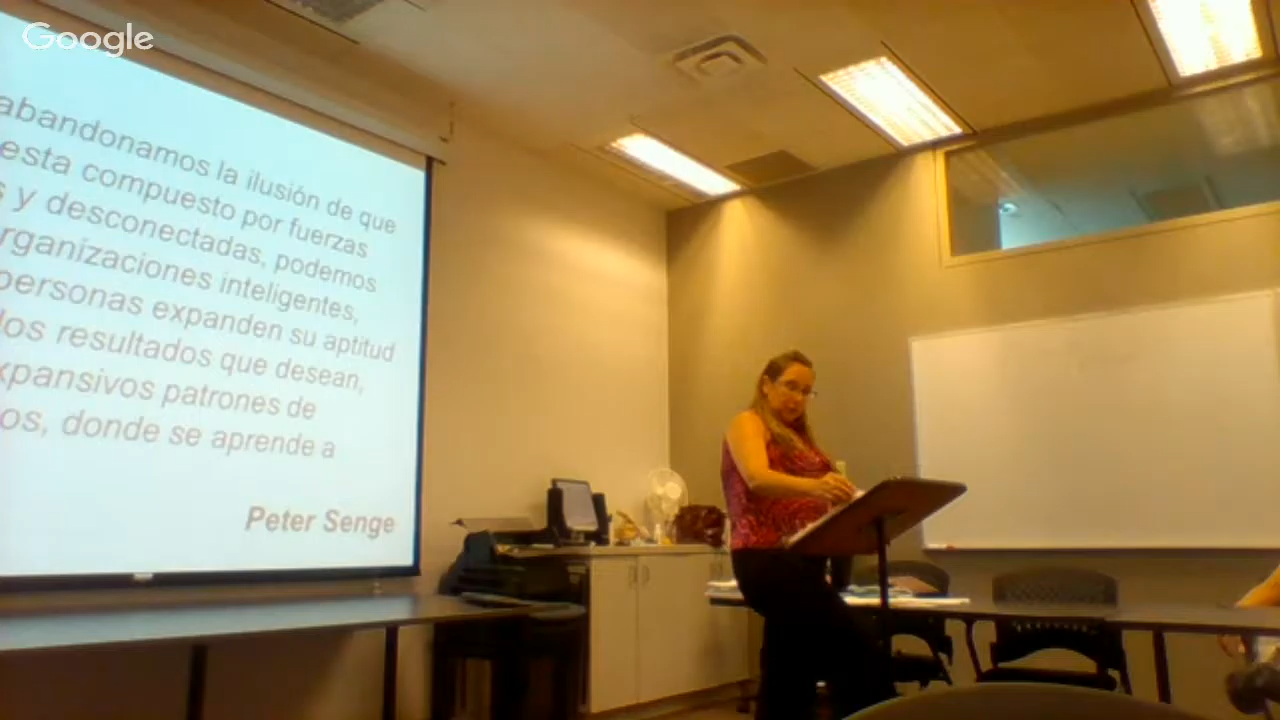 Google
abandonamos la ilusión de que
esta compuesto por fuerzas
y desconectadas, podemos
rganizaciones inteligentes,
personas expanden su aptitud
los resultados que desean,
xpansivos patrones de
os, donde se aprende a
Peter Senge